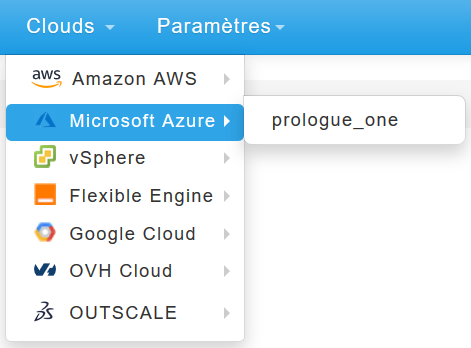 Clouds Paramètres
aws Amazon AWS
Microsoft Azure prologue_one
vSphere
Flexible Engine
Google Cloud
OVH Cloud
OUTSCALE